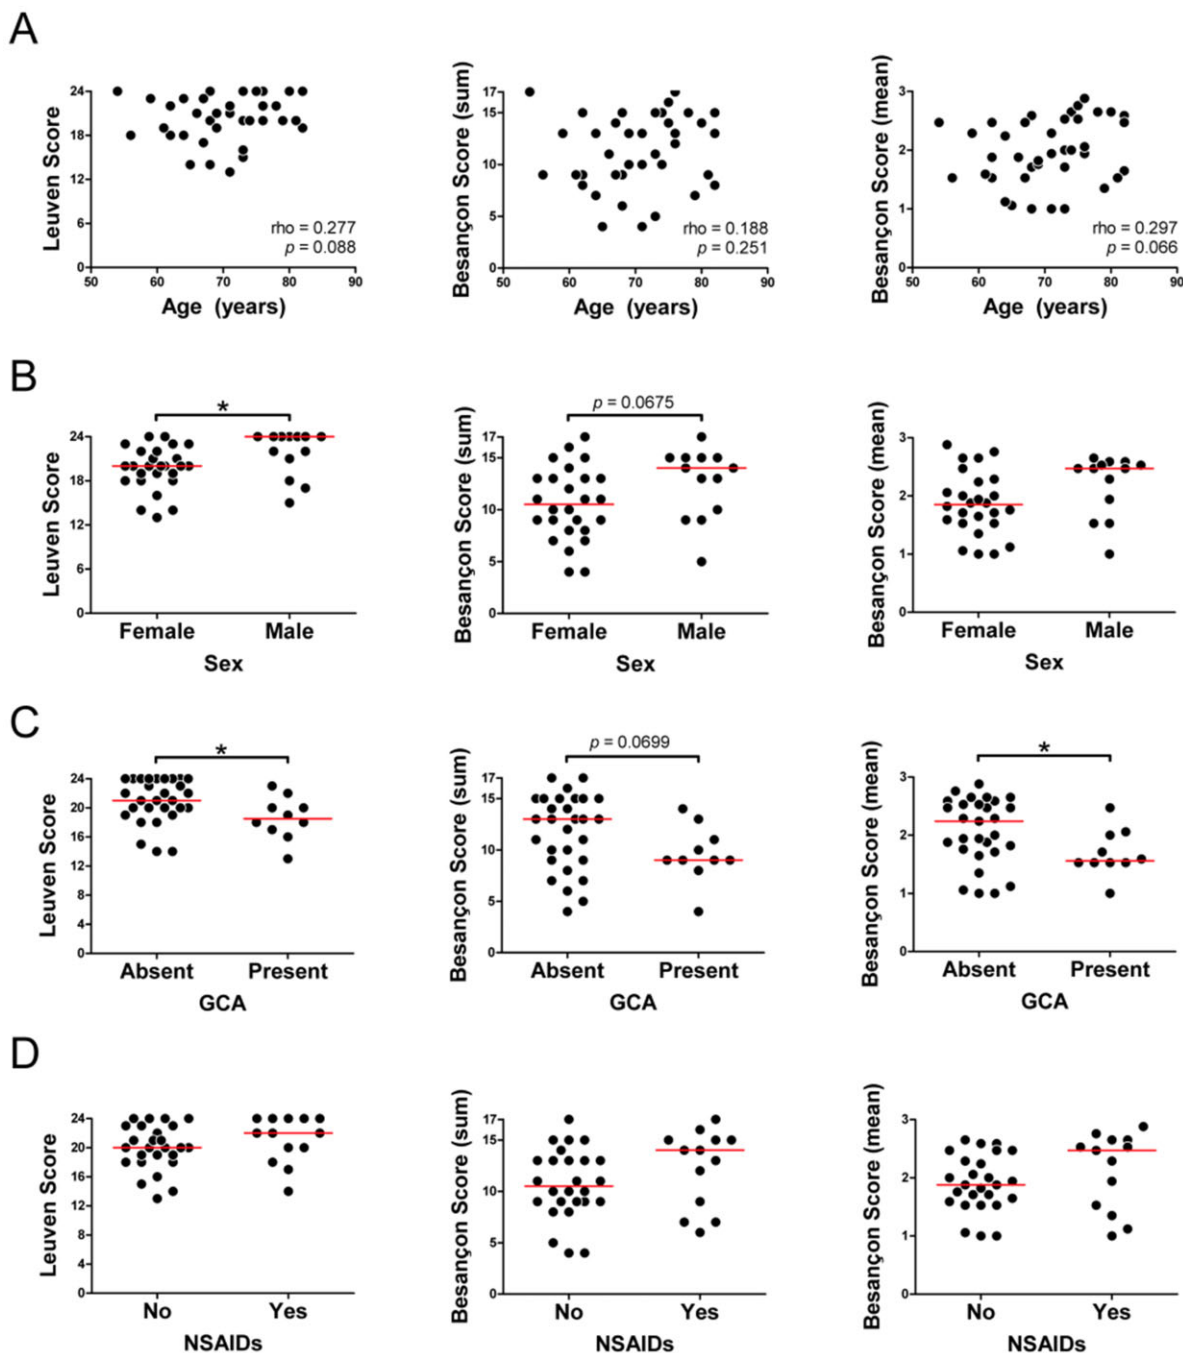 A
Leuven Score
24
18
12
6
0
50 60 70 80 90
rho = 0.277
p = 0.088
Age (years)
Besançon Score (sum)
17
15
10
5
0
50 60 70 80 90
rho = 0.188
p = 0.251
Age (years)
Besançon Score (mean)
3
2
1
0
50 60 70 80 90
rho = 0.297
p = 0.066
Age (years)
B
Leuven Score
24
18
12
6
0
*
Female Male
Sex
Besançon Score (sum)
17
15
10
5
0
p = 0.0675
Female Male
Sex
Besançon Score (mean)
3
2
1
0
Female Male
Sex
C
Leuven Score
24
20
16
12
8
4
0
*
Absent Present
GCA
Besançon Score (sum)
17
15
10
5
0
p = 0.0699
Absent Present
GCA
Besançon Score (mean)
3
2
1
0
*
Absent Present
GCA
D
Leuven Score
24
20
16
12
8
4
0
No Yes
NSAIDs
Besançon Score (sum)
17
15
10
5
0
No Yes
NSAIDs
Besançon Score (mean)
3
2
1
0
No Yes
NSAIDs